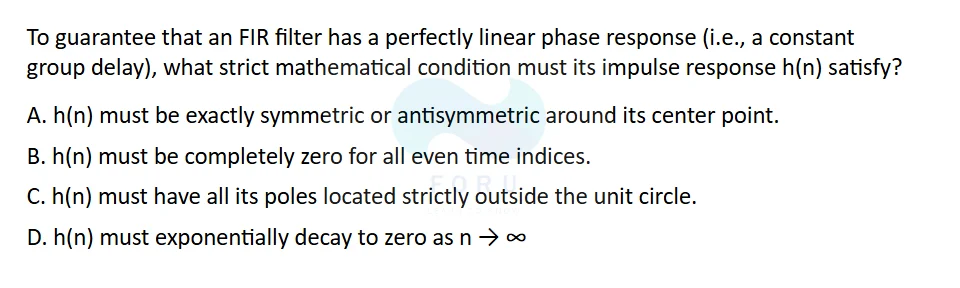 To guarantee that an FIR filter has a perfectly linear phase response (i.e., a constant
group delay), what strict mathematical condition must its impulse response h(n) satisfy?
A. h(n) must be exactly symmetric or antisymmetric around its center point.
B. h(n) must be completely zero for all even time indices.
FORU
C. h(n) must have all its poles located strictly outside the unit circle.
D. h(n) must exponentially decay to zero as n → ∞